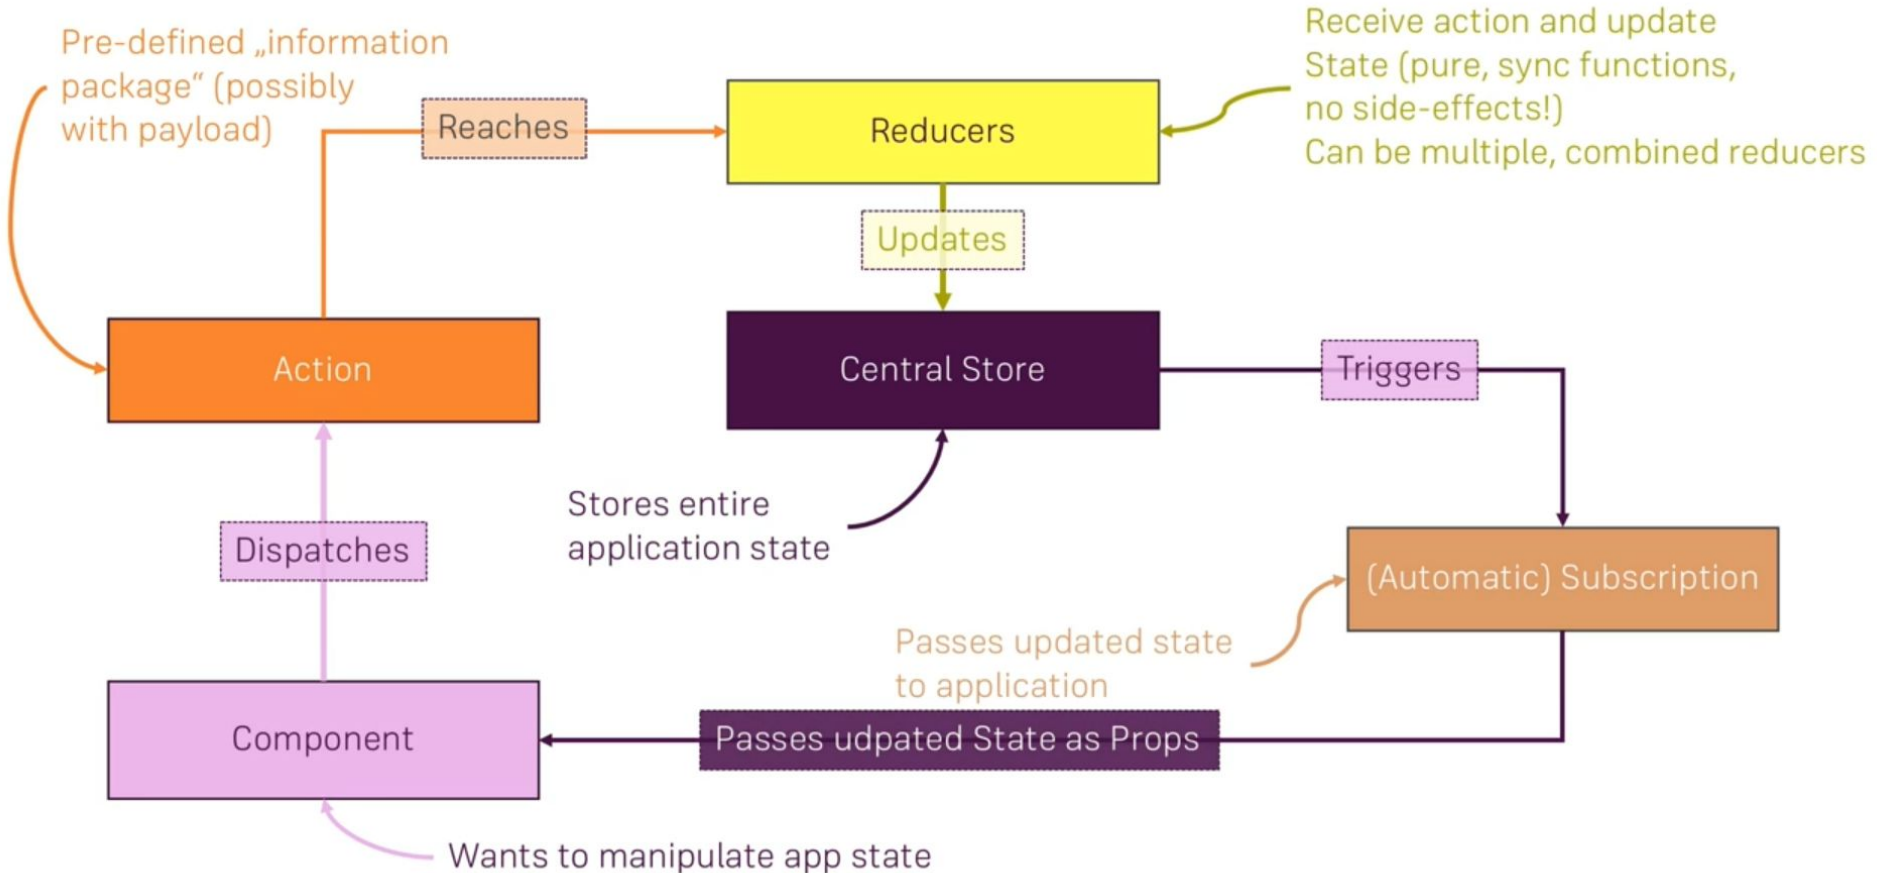 Pre-defined „information
package“ (possibly
with payload)
Reaches
Reducers
Receive action and update
State (pure, sync functions,
no side-effects!)
Can be multiple, combined reducers
Updates
Action
Central Store
Triggers
Stores entire
application state
Dispatches
(Automatic) Subscription
Passes updated state
to application
Component
Passes udpated State as Props
Wants to manipulate app state